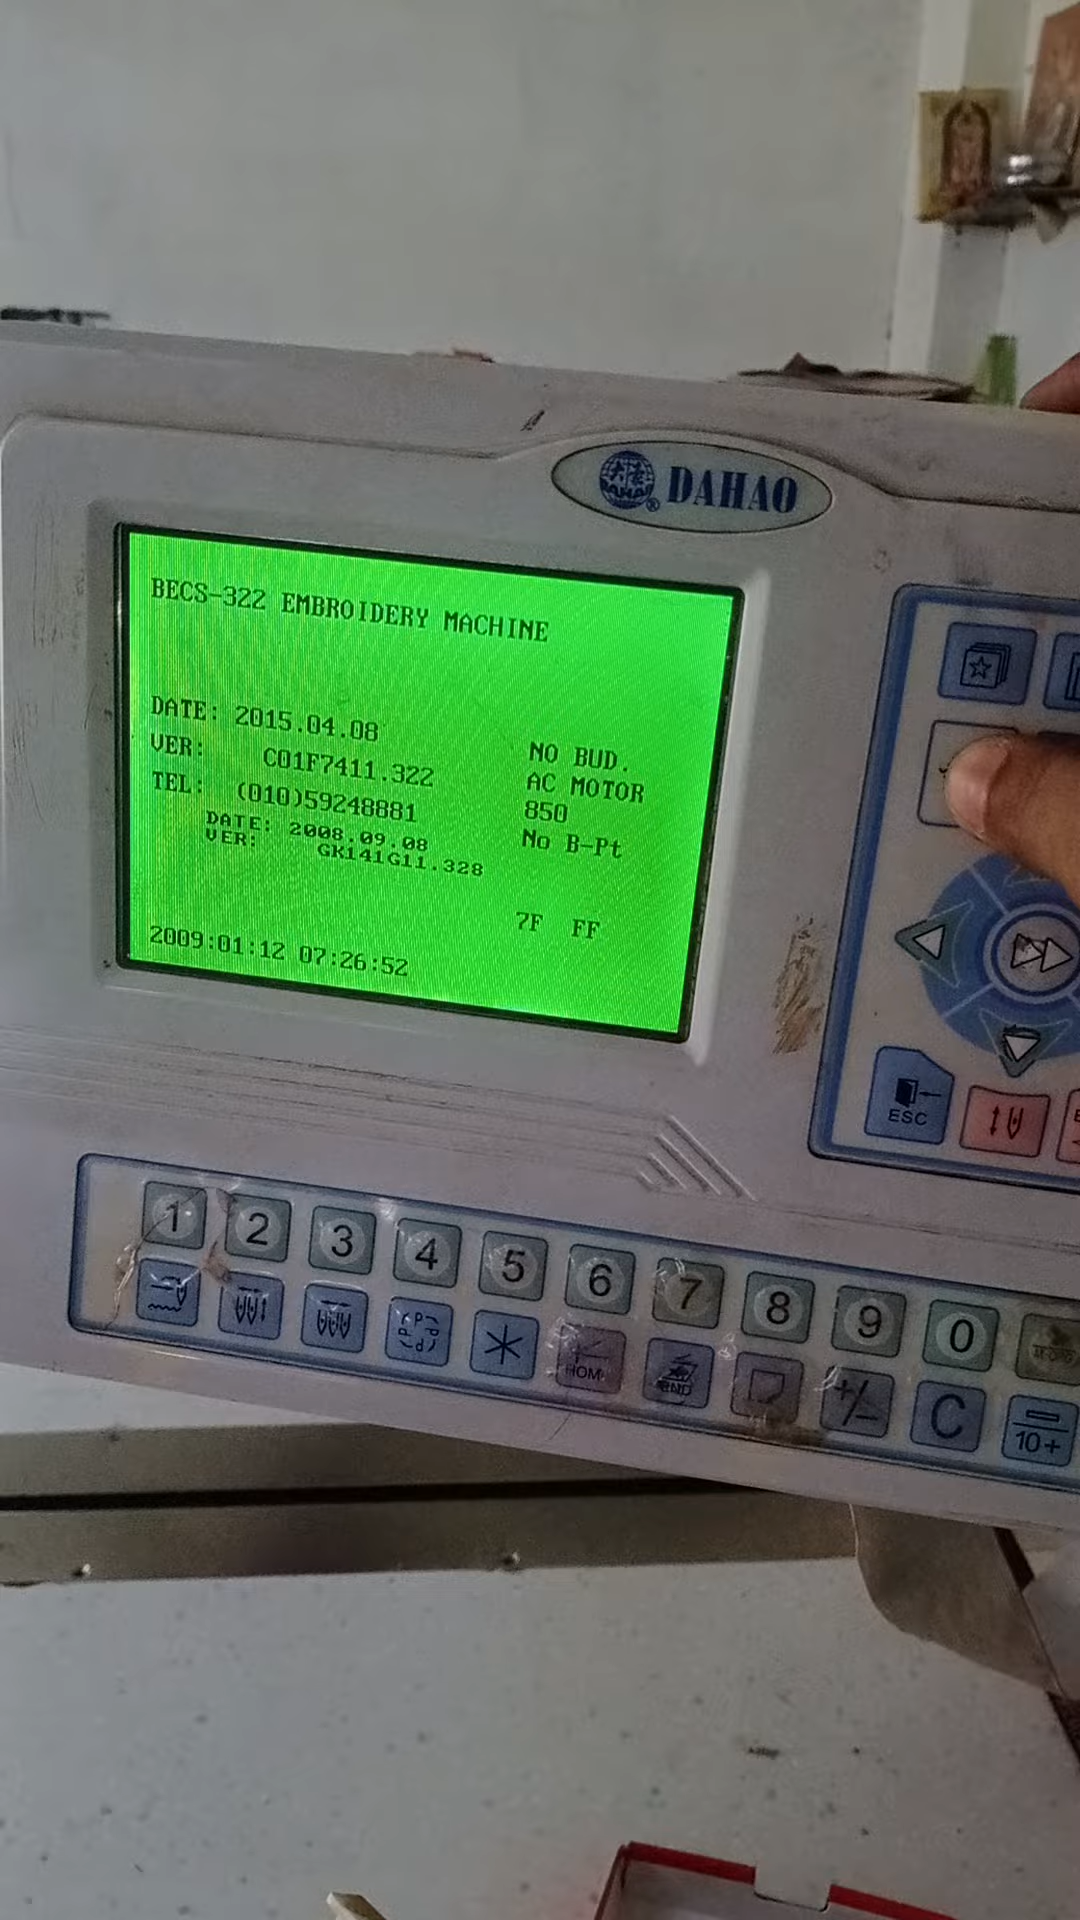 DAHAO
BECS-322 EMBROIDERY MACHINE
DATE: 2015.04.08
VER: C01F7411.322
TEL: (010)59248881
DATE: 2008.09.08
VER: GK141G11.328
NO BUD.
AC MOTOR
850
No B-Pt
7F FF
2009:01:12 07:26:52
ESC
1 2 3 4 5 6 7 8 9 0
HOM
END
+/-
C
10+